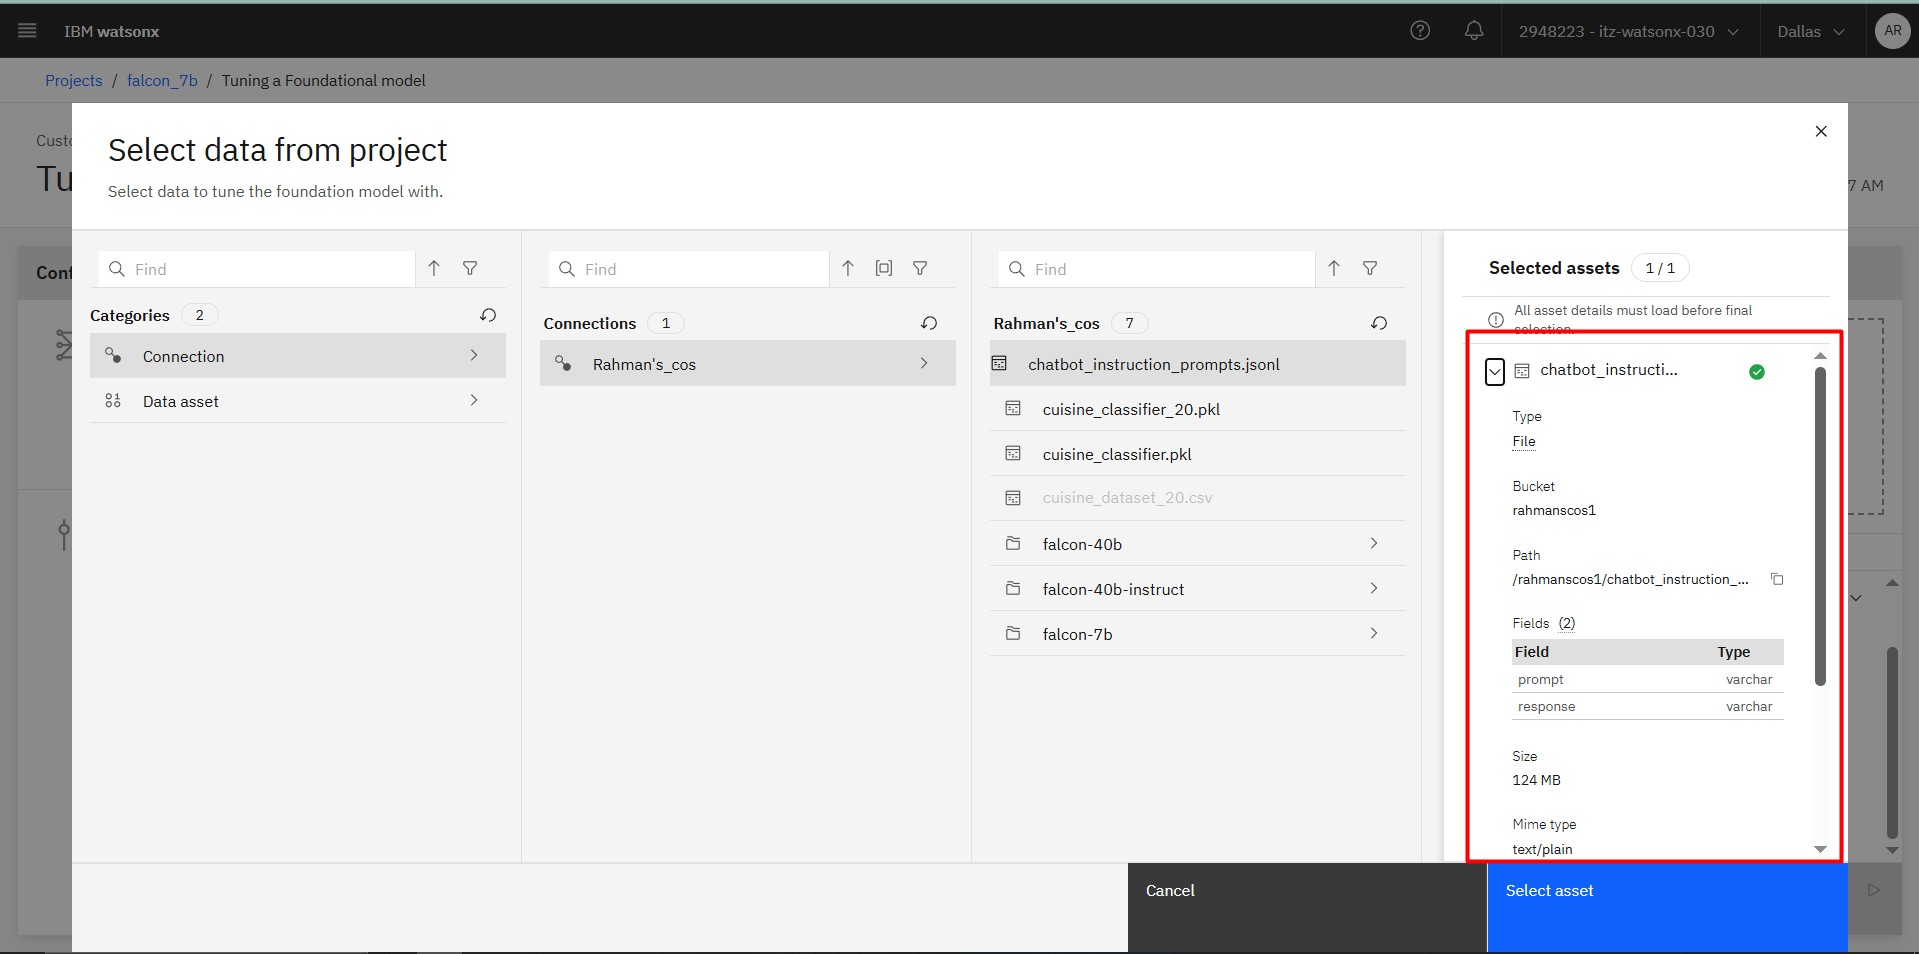 IBM watsonx
2948223 - itz-watsonx-030
Dallas
AR
Projects / falcon_7b / Tuning a Foundational model
Select data from project
Select data to tune the foundation model with.
7 AM
Find
Find
Find
Categories 2
Connection
Data asset
Connections 1
Rahman's_cos
Rahman's_cos 7
chatbot_instruction_prompts.jsonl
cuisine_classifier_20.pkl
cuisine_classifier.pkl
cuisine_dataset_20.csv
falcon-40b
falcon-40b-instruct
falcon-7b
Selected assets 1 / 1
All asset details must load before final
selection.
chatbot_instructi...
Type
File
Bucket
rahmanscos1
Path
/rahmanscos1/chatbot_instruction_...
Fields (2)
Field Type
prompt varchar
response varchar
Size
124 MB
Mime type
text/plain
Cancel
Select asset